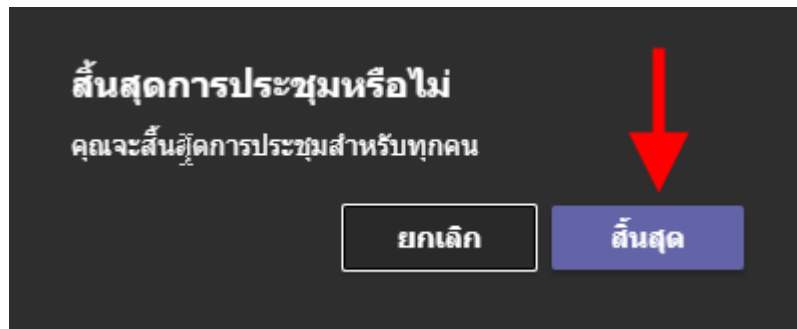 สิ้นสุดการประชุมหรือไม่
คุณจะสิ้นสุดการประชุมสำหรับทุกคน
ยกเลิก สิ้นสุด